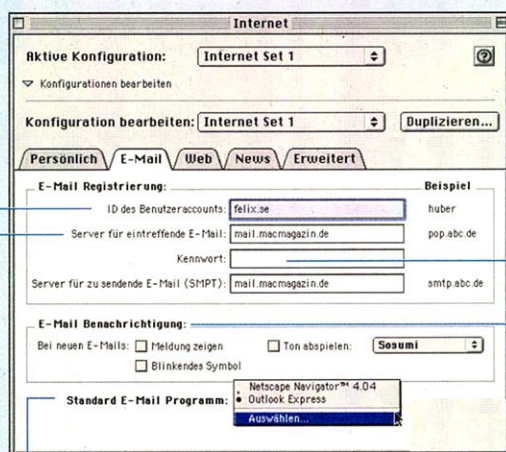 Internet
Aktive Konfiguration: Internet Set 1
Konfigurationen bearbeiten
Konfiguration bearbeiten: Internet Set 1 Duplizieren...
Persönlich E-Mail Web News Erweitert
E-Mail Registrierung: Beispiel
ID des Benutzeraccounts: felix.se huber
Server für eintreffende E-Mail: mail.macmagazin.de pop.abc.de
Kennwort:
Server für zu sendende E-Mail (SMPT): mail.macmagazin.de smtp.abc.de
E-Mail Benachrichtigung:
Bei neuen E-Mails: Meldung zeigen Ton abspielen: Sosumi
Blinkendes Symbol
Netscape Navigator™ 4.04
Standard E-Mail Programm: Outlook Express
Auswählen...